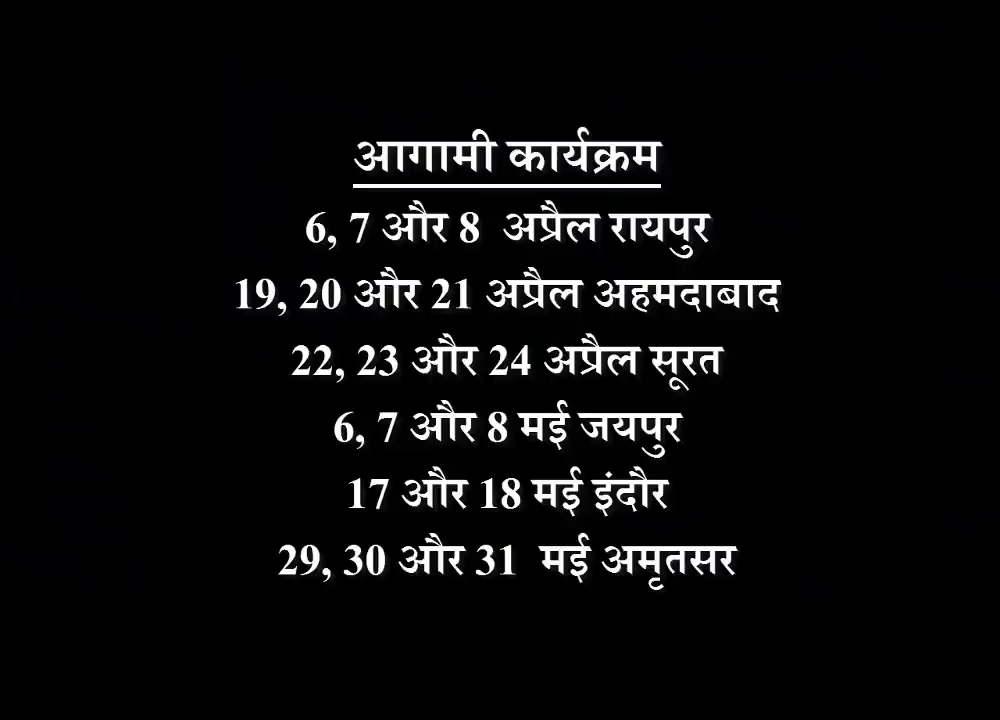 आगामी कार्यक्रम
6, 7 और 8 अप्रैल रायपुर
19, 20 और 21 अप्रैल अहमदाबाद
22, 23 और 24 अप्रैल सूरत
6, 7 और 8 मई जयपुर
17 और 18 मई इंदौर
29, 30 और 31 मई अमृतसर